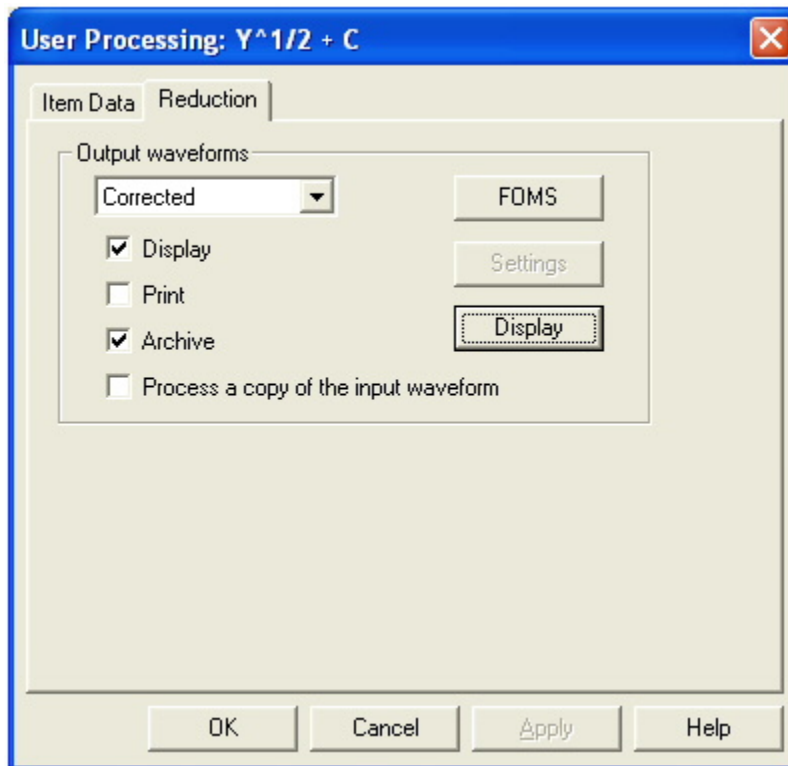 User Processing: Y^1/2 + C
Item Data Reduction
Output waveforms
Corrected
FOMS
Display
Settings
Print
Display
Archive
Process a copy of the input waveform
OK Cancel Apply Help